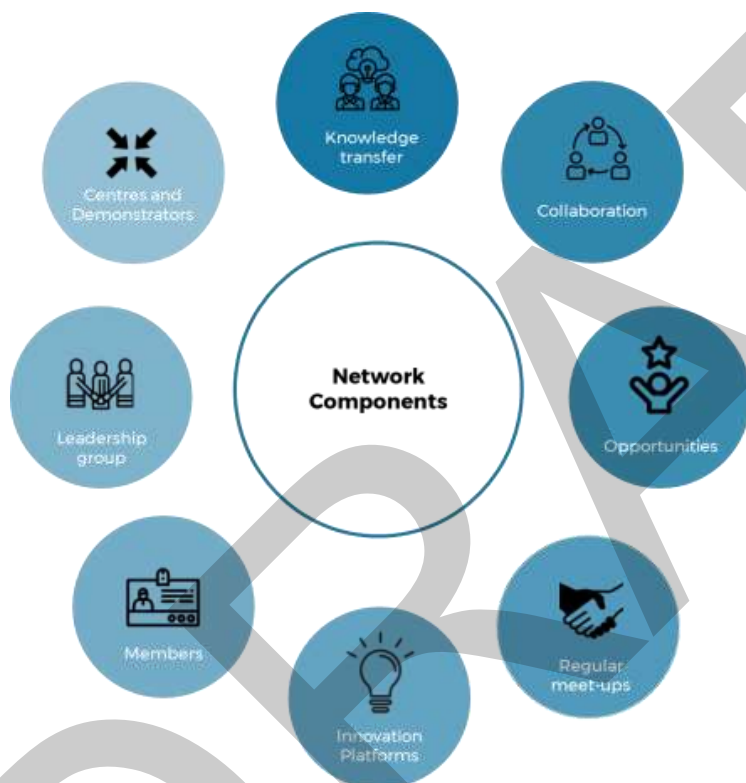 Knowledge
transfer
Collaboration
Opportunities
Regular
meet-ups
Innovation
Platforms
Members
Leadership
group
Centres and
Demonstrators
Network
Components